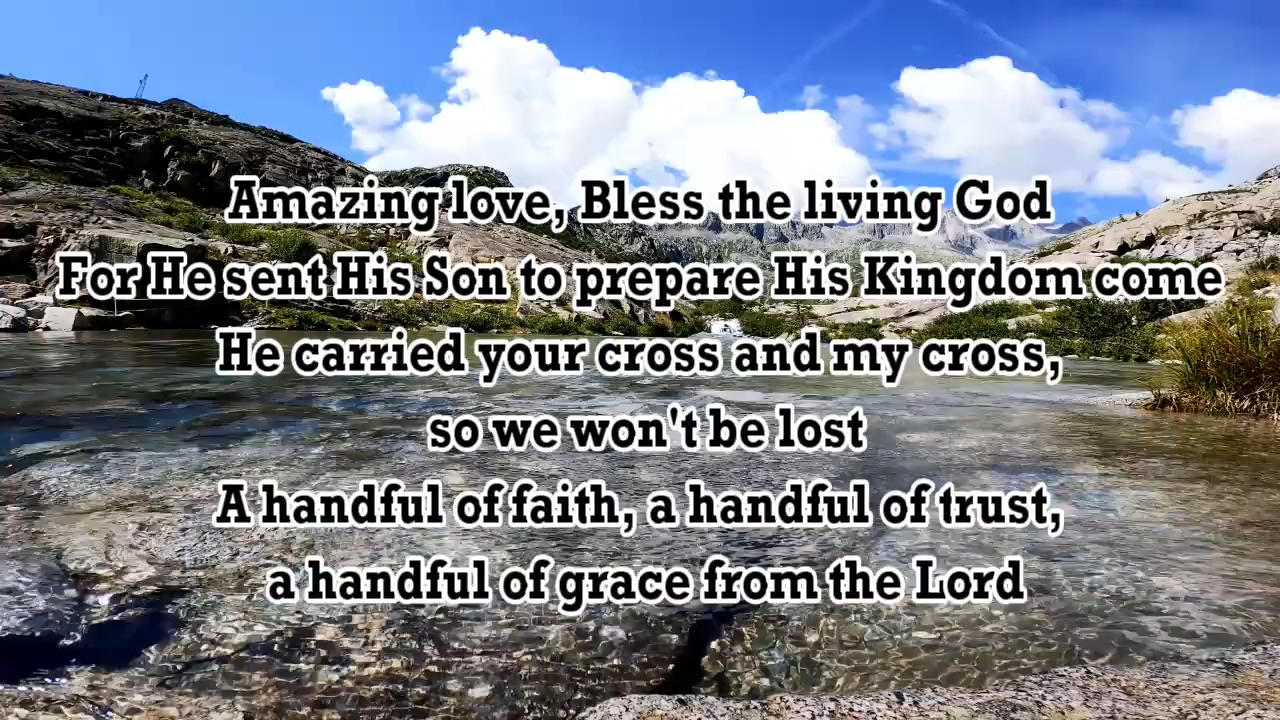 Amazing love, Bless the living God
For He sent His Son to prepare His Kingdom come
He carried your cross and my cross,
so we won't be lost
A handful of faith, a handful of trust,
a handful of grace from the Lord